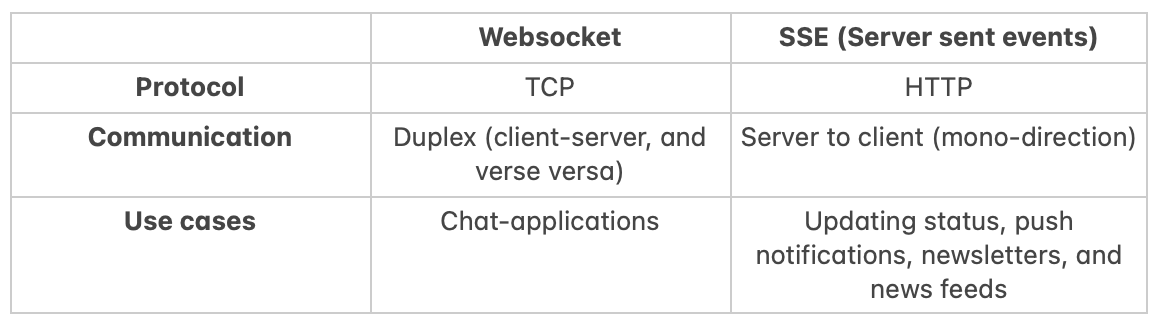 Websocket SSE (Server sent events)
Protocol TCP HTTP
Communication Duplex (client-server, and Server to client (mono-direction)
verse versa)
Use cases Chat-applications Updating status, push
notifications, newsletters, and
news feeds